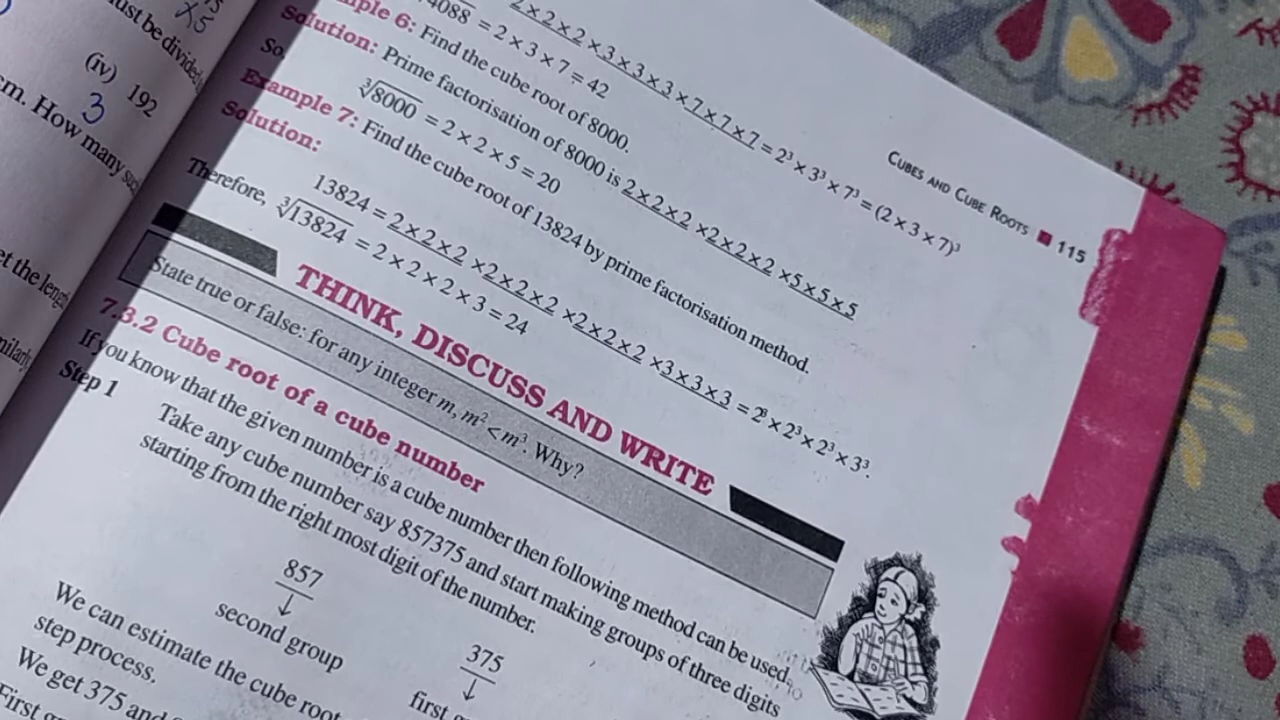 ×5
must be divided
(iv) 192
3
m. How many such
CUBES AND CUBE ROOTS ■ 115
2 × 2 × 2 × 3 × 3 × 3 × 7 × 7 × 7 = 2³ × 3³ × 7³ = (2 × 3 × 7)³
4088 = 2 × 3 × 7 = 42
6: Find the cube root of 8000.
Solution: Prime factorisation of 8000 is 2 × 2 × 2 × 2 × 2 × 2 × 5 × 5 × 5
So
∛8000 = 2 × 2 × 5 = 20
Example 7: Find the cube root of 13824 by prime factorisation method.
Solution:
13824 = 2 × 2 × 2 × 2 × 2 × 2 × 2 × 2 × 2 × 3 × 3 × 3 = 2³ × 2³ × 2³ × 3³.
Therefore, ∛13824 = 2 × 2 × 2 × 3 = 24
THINK, DISCUSS AND WRITE
State true or false: for any integer m, m² < m³. Why?
7.3.2 Cube root of a cube number
If you know that the given number is a cube number then following method can be used.
Step 1 Take any cube number say 857375 and start making groups of three digits
starting from the right most digit of the number.
857 375
↓ ↓
second group first
We can estimate the cube root
step process.
We get 375 and
First